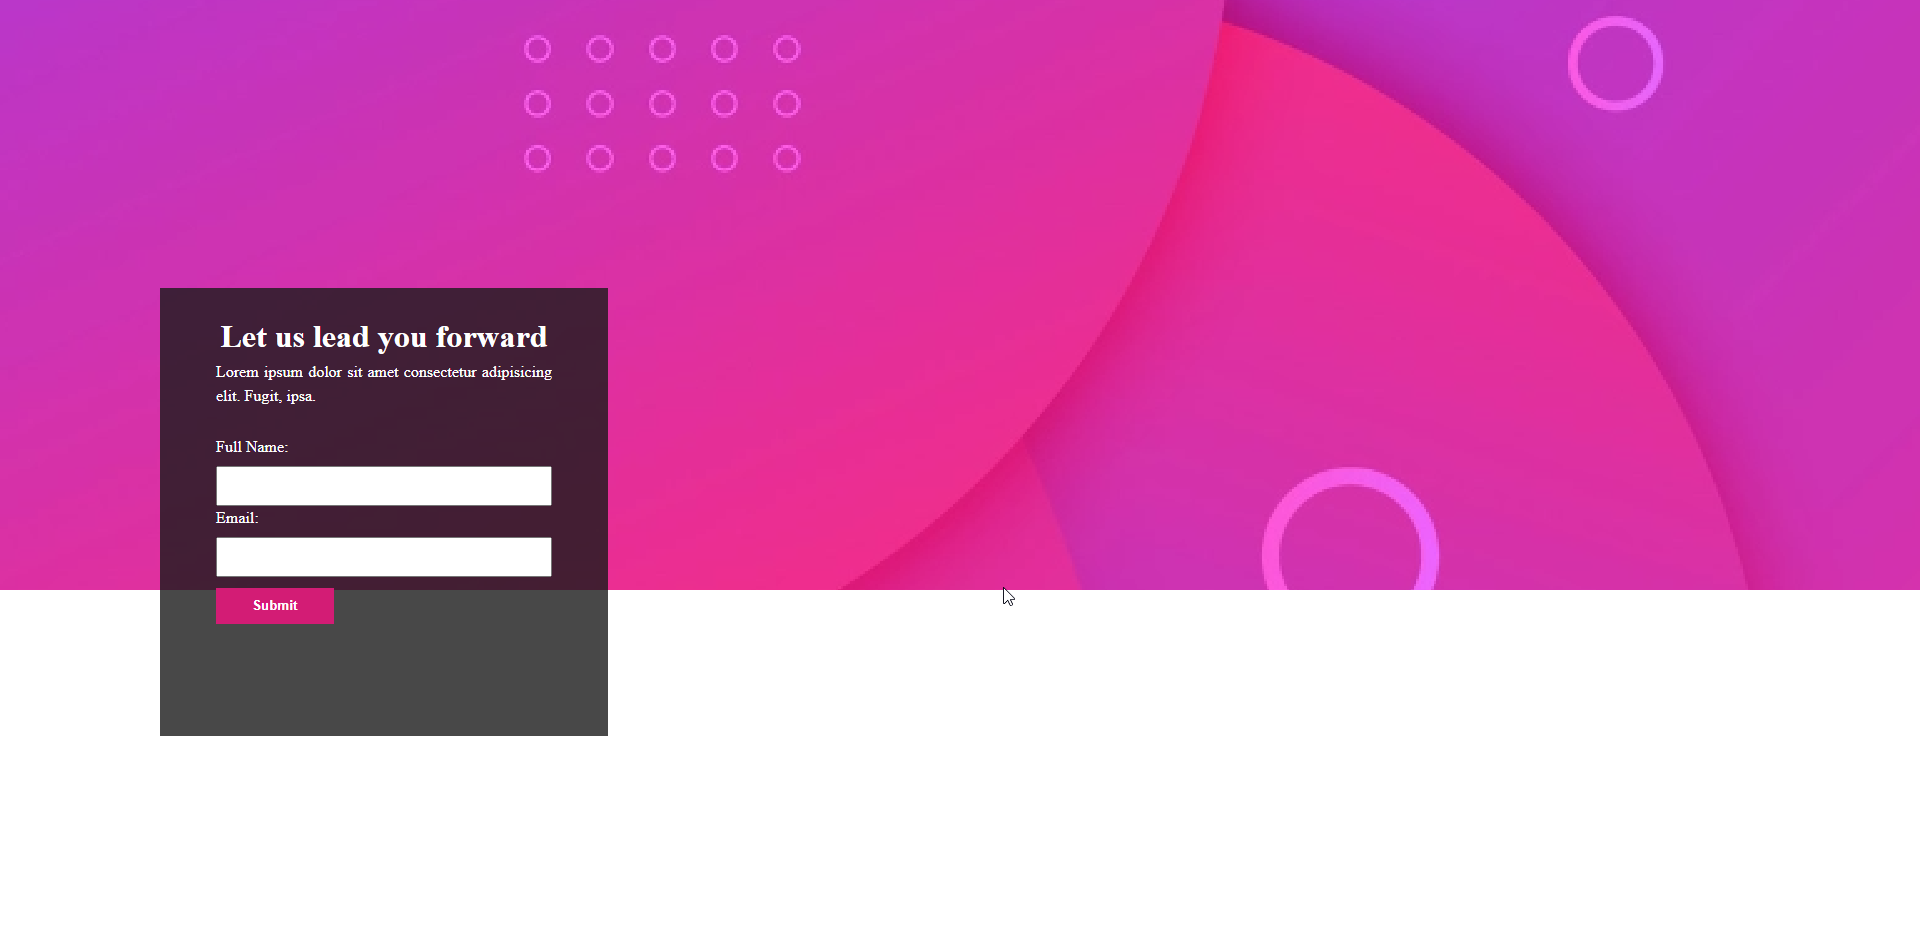 Let us lead you forward
Lorem ipsum dolor sit amet consectetur adipisicing
elit. Fugit, ipsa.
Full Name:
Email:
Submit